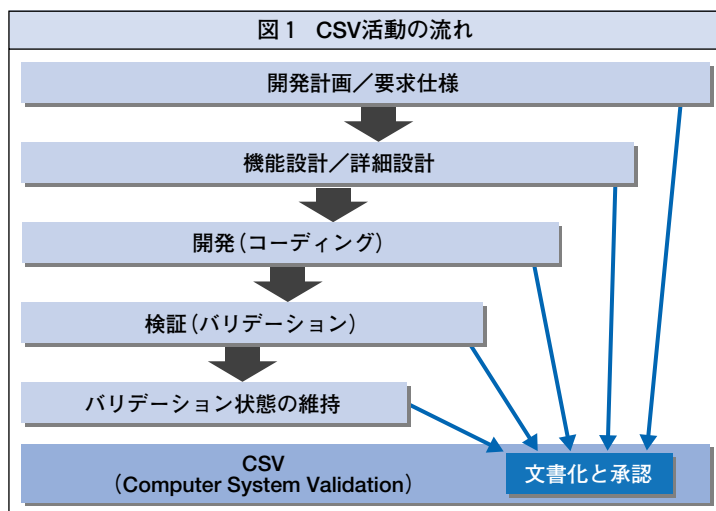 図1 CSV活動の流れ
開発計画／要求仕様
機能設計／詳細設計
開発(コーディング)
検証(バリデーション)
バリデーション状態の維持
CSV
(Computer System Validation)
文書化と承認